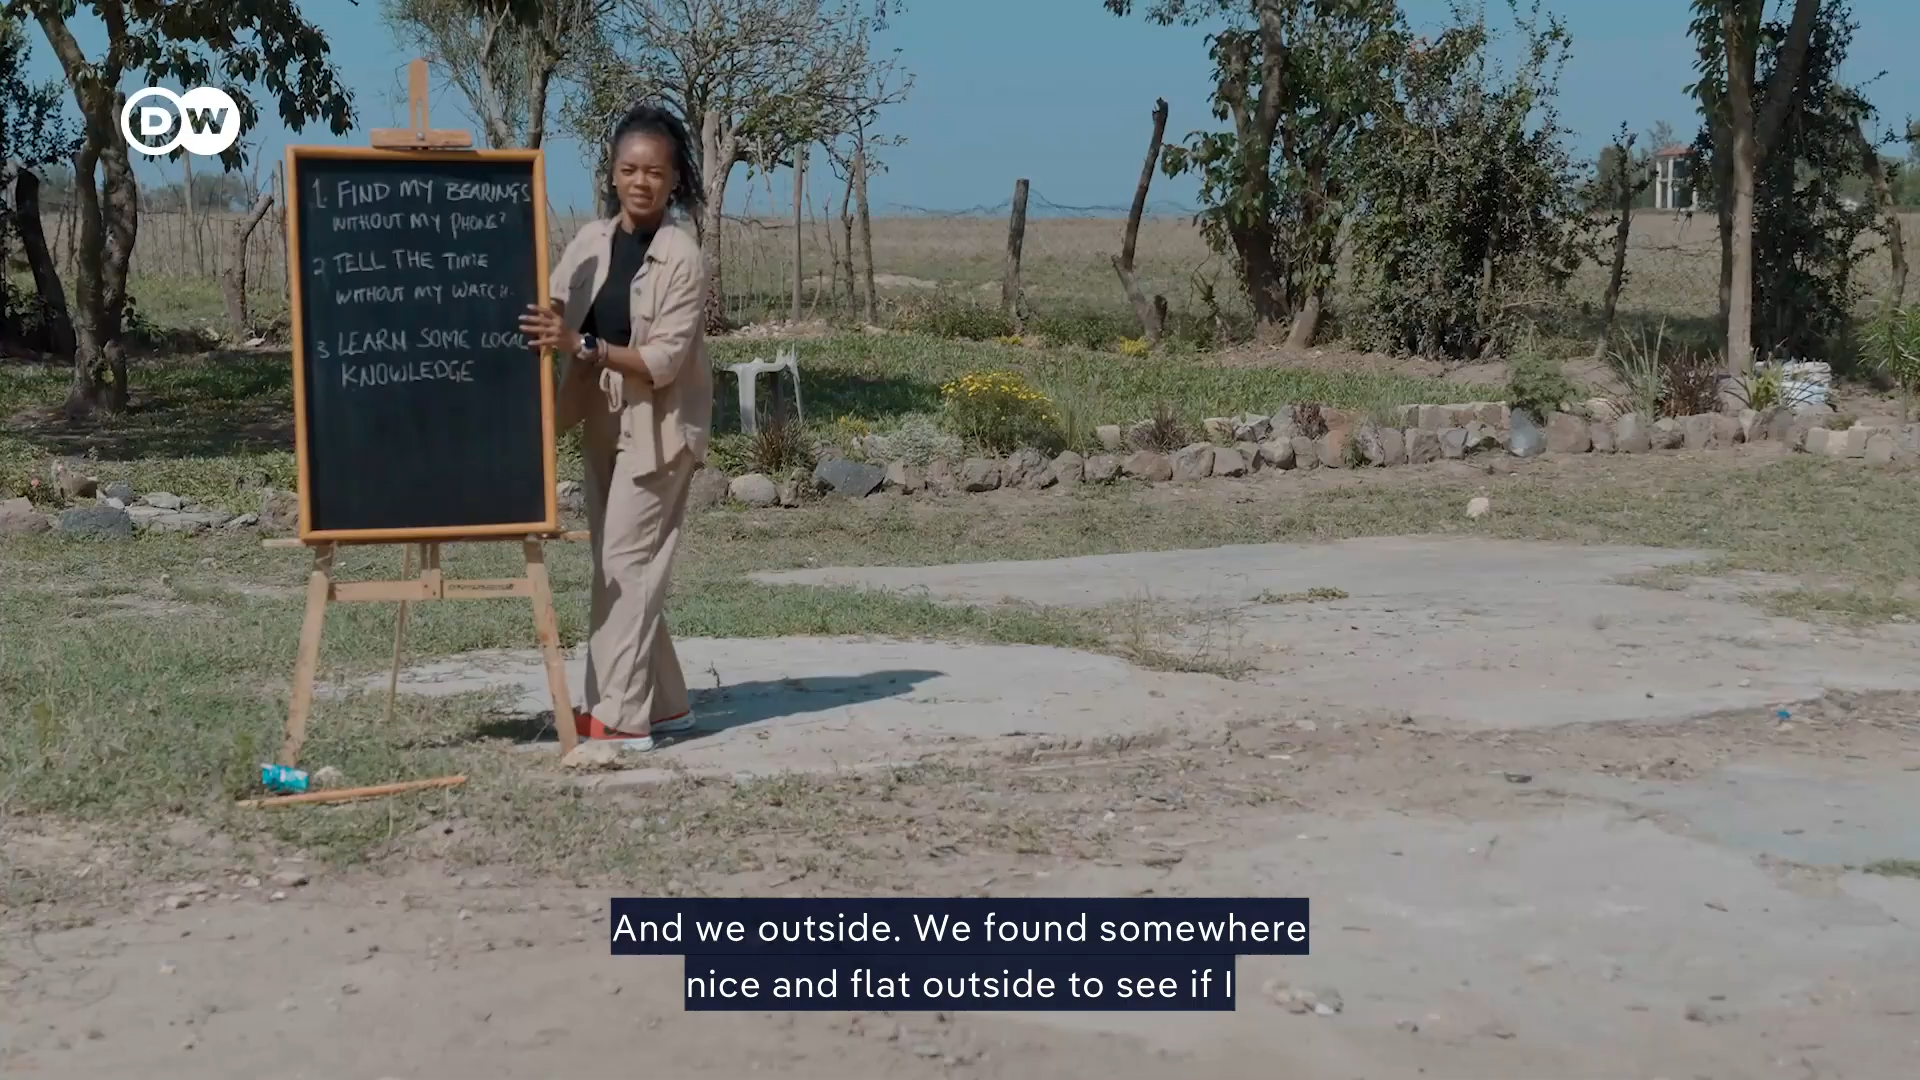 DW
1. FIND MY BEARINGS
WITHOUT MY PHONE?
2 TELL THE TIME
WITHOUT MY WATCH.
3 LEARN SOME LOCAL
KNOWLEDGE
And we outside. We found somewhere
nice and flat outside to see if I